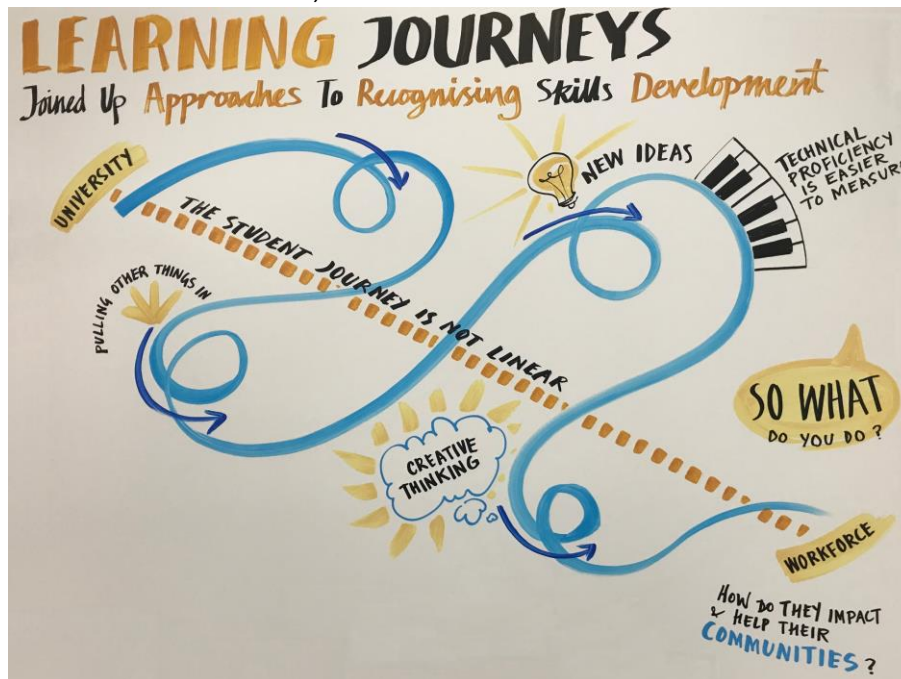 LEARNING JOURNEYS
Joined Up Approaches To Recognising Skills Development
UNIVERSITY
THE STUDENT JOURNEY IS NOT LINEAR
PULLING OTHER THINGS IN
NEW IDEAS
TECHNICAL
PROFICIENCY
IS EASIER
TO MEASURE
CREATIVE
THINKING
SO WHAT
DO YOU DO?
WORKFORCE
HOW DO THEY IMPACT
& HELP THEIR
COMMUNITIES?